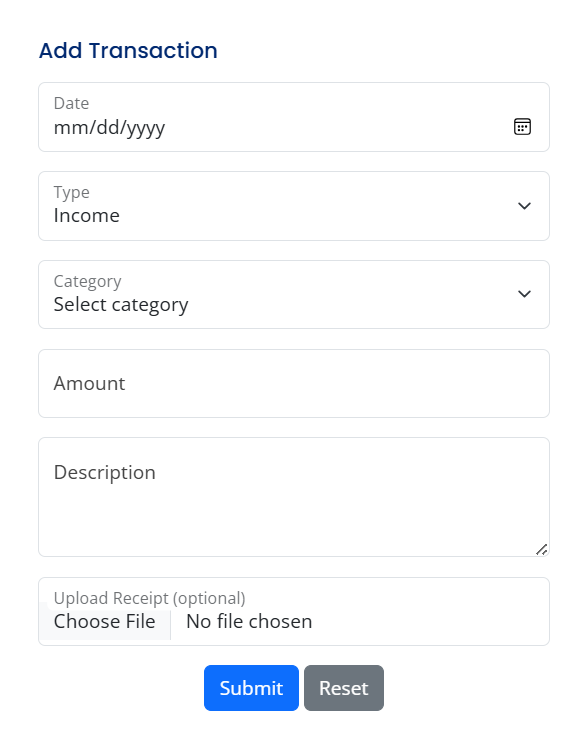 Add Transaction
Date
mm/dd/yyyy
Type
Income
Category
Select category
Amount
Description
Upload Receipt (optional)
Choose File No file chosen
Submit Reset